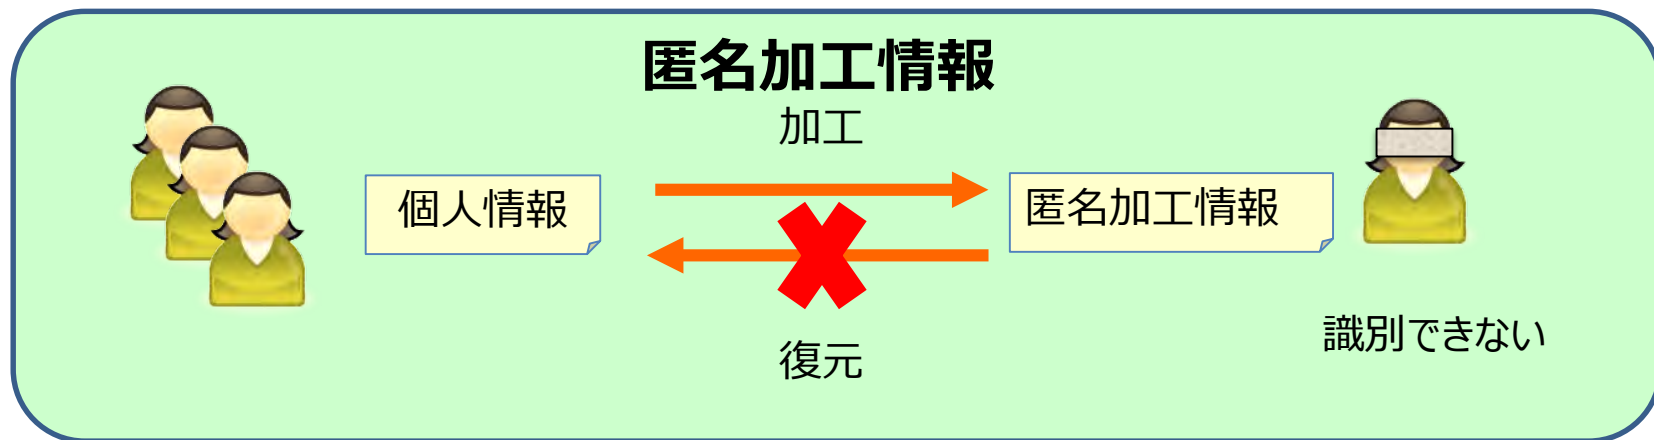 匿名加工情報
加工
個人情報
匿名加工情報
識別できない
復元